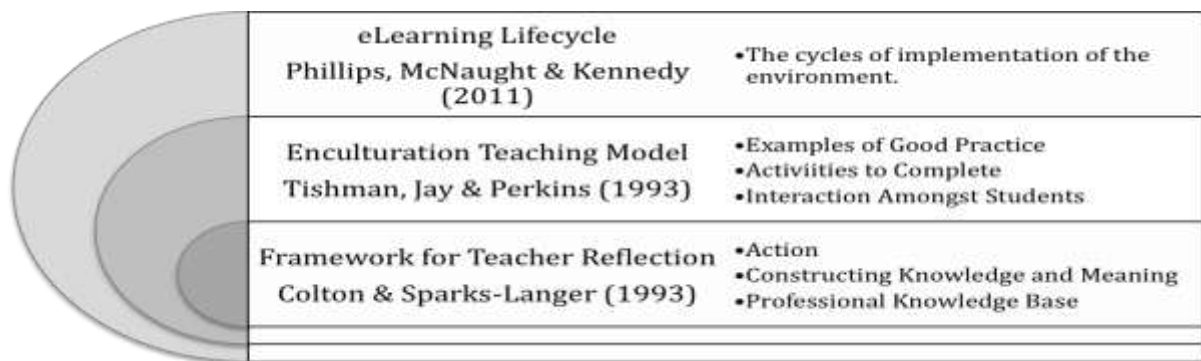 eLearning Lifecycle
Phillips, McNaught & Kennedy
(2011)
•The cycles of implementation of the
environment.
Enculturation Teaching Model
Tishman, Jay & Perkins (1993)
•Examples of Good Practice
•Activiities to Complete
•Interaction Amongst Students
Framework for Teacher Reflection
Colton & Sparks-Langer (1993)
•Action
•Constructing Knowledge and Meaning
•Professional Knowledge Base